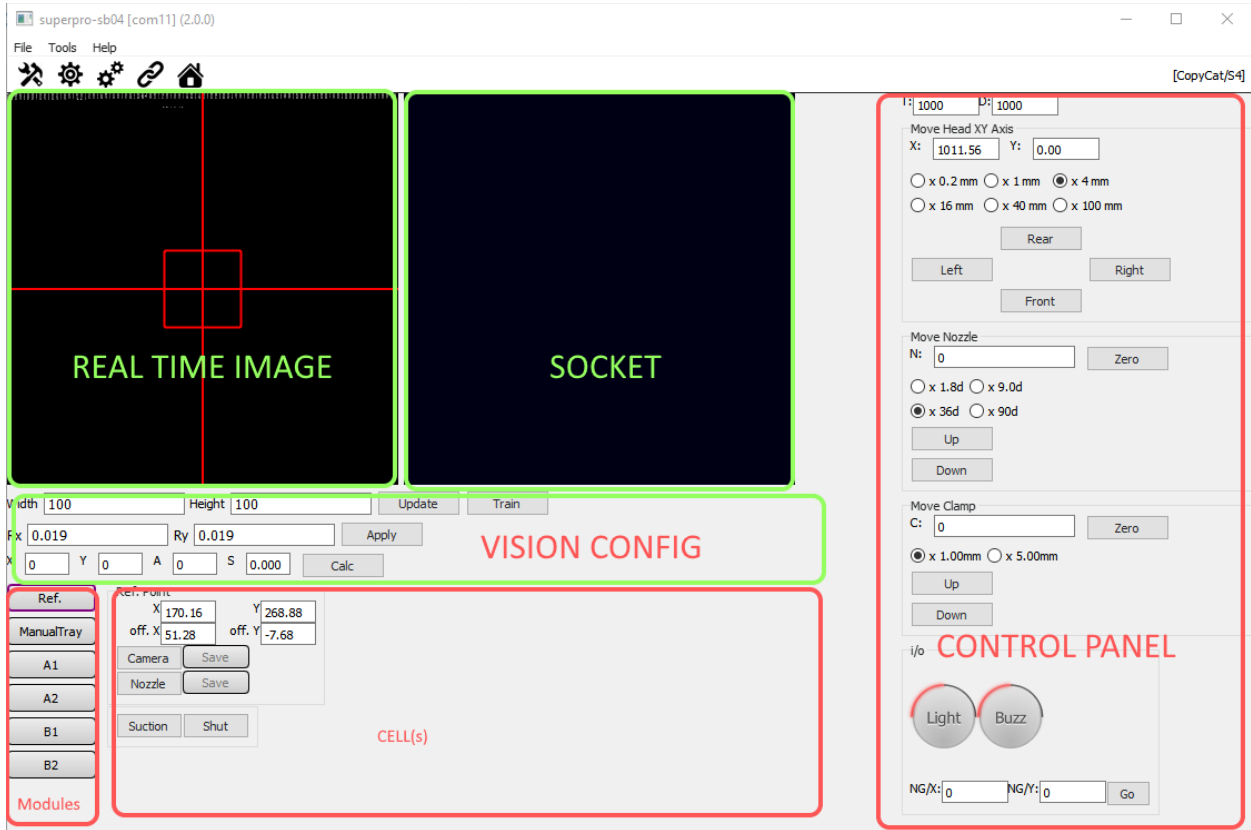 superpro-sb04 [com11] (2.0.0)
File Tools Help
[CopyCat/S4]
T: 1000 D: 1000
Move Head XY Axis
X: 1011.56 Y: 0.00
x 0.2 mm x 1 mm x 4 mm
x 16 mm x 40 mm x 100 mm
Rear
Left Right
Front
REAL TIME IMAGE
SOCKET
Move Nozzle
N: 0 Zero
x 1.8d x 9.0d
x 36d x 90d
Up
Down
Width 100 Height 100 Update Train
Rx 0.019 Ry 0.019 Apply
X 0 Y 0 A 0 S 0.000 Calc
VISION CONFIG
Move Clamp
C: 0 Zero
x 1.00mm x 5.00mm
Up
Down
Ref.
ManualTray
A1
A2
B1
B2
Modules
Ref. Point
X 170.16 Y 268.88
off. X 51.28 off. Y -7.68
Camera Save
Nozzle Save
Suction Shut
CELL(s)
i/o
CONTROL PANEL
Light Buzz
NG/X: 0 NG/Y: 0 Go